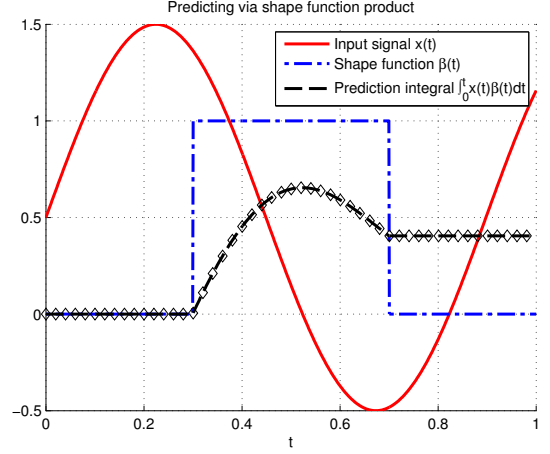 Predicting via shape function product
Input signal x(t)
Shape function β(t)
Prediction integral ∫₀ᵗx(t)β(t)dt
1.5
1
0.5
0
−0.5
0 0.2 0.4 0.6 0.8 1
t